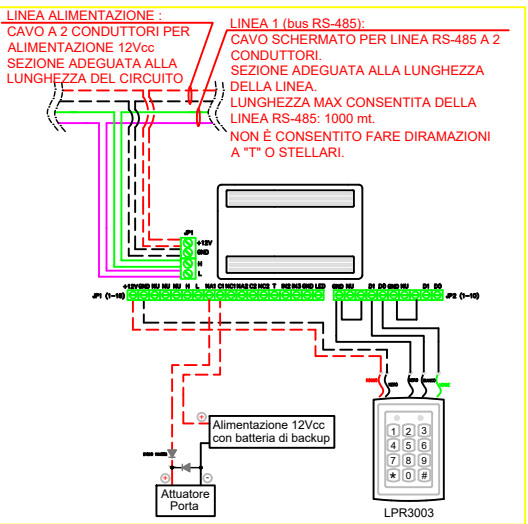 LINEA ALIMENTAZIONE :
CAVO A 2 CONDUTTORI PER
ALIMENTAZIONE 12Vcc
SEZIONE ADEGUATA ALLA
LUNGHEZZA DEL CIRCUITO
LINEA 1 (bus RS-485):
CAVO SCHERMATO PER LINEA RS-485 A 2
CONDUTTORI.
SEZIONE ADEGUATA ALLA LUNGHEZZA
DELLA LINEA.
LUNGHEZZA MAX CONSENTITA DELLA
LINEA RS-485: 1000 mt.
NON È CONSENTITO FARE DIRAMAZIONI
A "T" O STELLARI.
JP1
+12V
GND
H
L
+12V GND NU NU NU H L NA1 C1 NC1 NA2 C2 NC2 T IN2 IN3 GND LED
GND NU D1 D0 GND NU D1 D0
JP1 (1-18)
JP2 (1-10)
+
Alimentazione 12Vcc
con batteria di backup
+ -
Attuatore
Porta
1 2 3
4 5 6
7 8 9
* 0 #
LPR3003